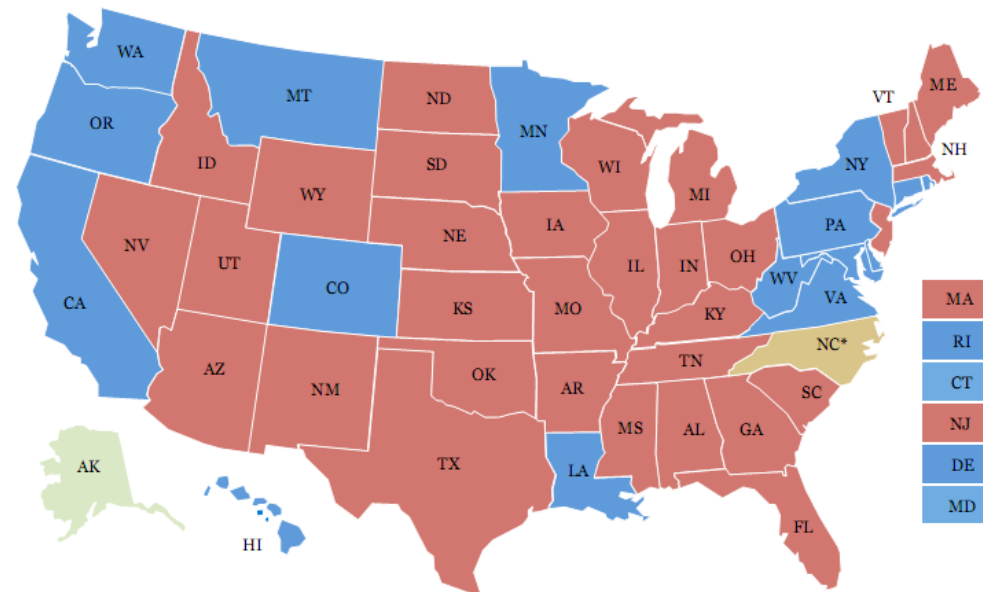 WA
MT
ND
MN
VT
ME
OR
ID
SD
WI
NY
NH
WY
MI
IA
NE
PA
NV
UT
IL
IN
OH
CO
WV
VA
CA
KS
MO
KY
MA
NC*
RI
AZ
NM
OK
TN
AR
SC
CT
MS
AL
GA
NJ
AK
TX
LA
DE
MD
FL
HI